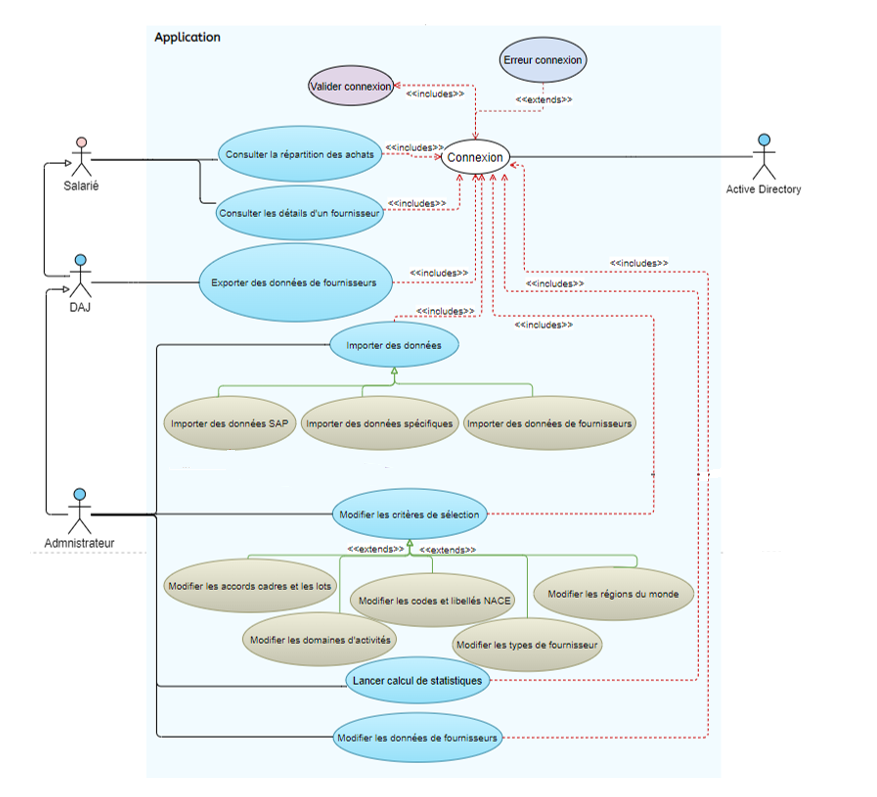 Application
Erreur connexion
Valider connexion
<<includes>>
<<extends>>
Consulter la répartition des achats
<<includes>>
Connexion
Salarié
Active Directory
Consulter les détails d'un fournisseur
<<includes>>
<<includes>>
<<includes>>
Exporter des données de fournisseurs
<<includes>>
DAJ
<<includes>>
<<includes>>
Importer des données
Importer des données SAP
Importer des données spécifiques
Importer des données de fournisseurs
Modifier les critères de sélection
Admnistrateur
<<extends>>
<<extends>>
Modifier les accords cadres et les lots
Modifier les codes et libellés NACE
Modifier les régions du monde
Modifier les domaines d'activités
Modifier les types de fournisseur
Lancer calcul de statistiques
Modifier les données de fournisseurs